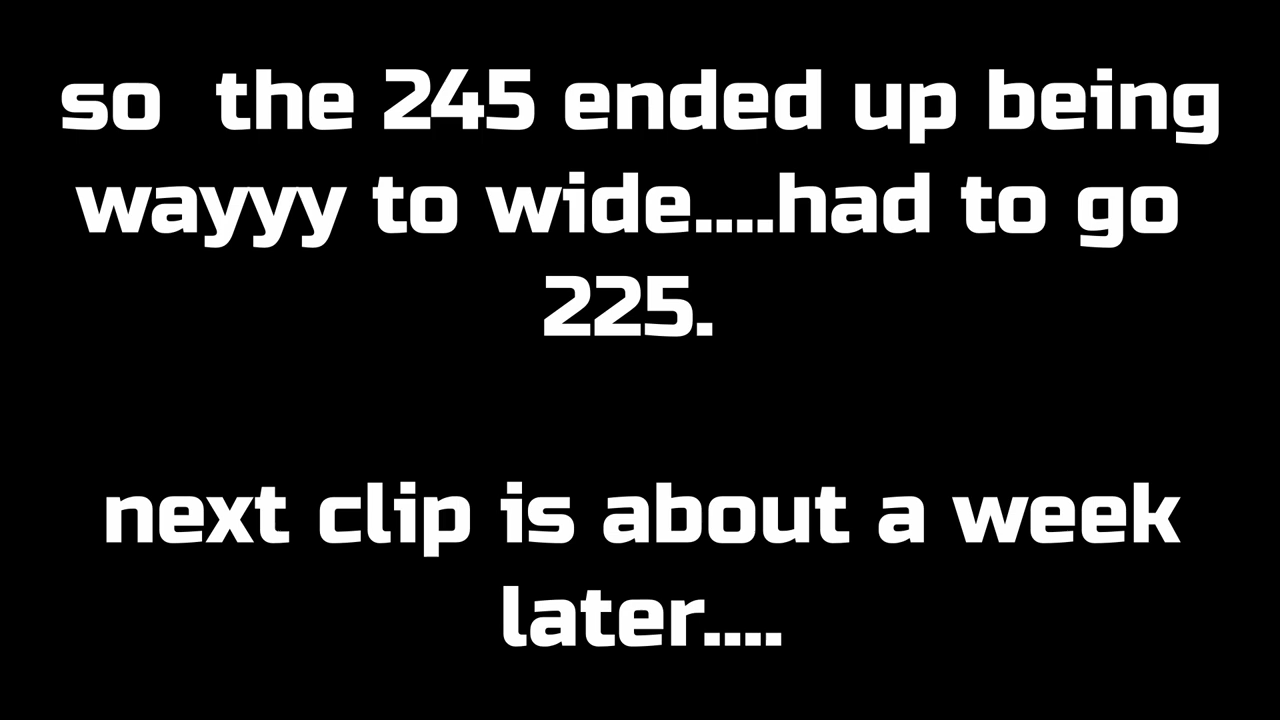 so  the 245 ended up being
wayyy to wide....had to go
225.
next clip is about a week
later....